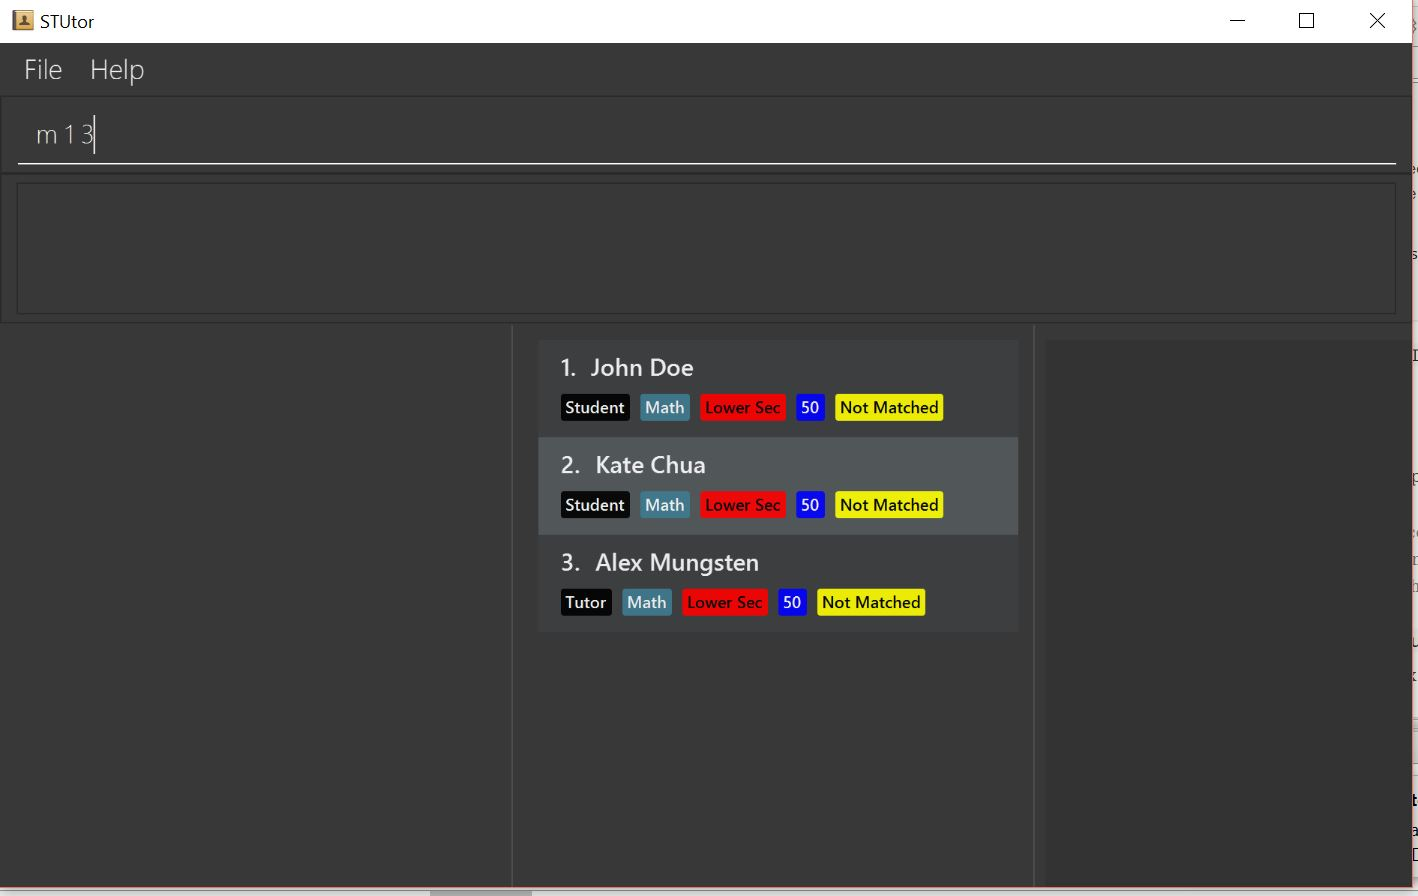 STUtor
File Help
m 1 3
1. John Doe
Student Math Lower Sec 50 Not Matched
2. Kate Chua
Student Math Lower Sec 50 Not Matched
3. Alex Mungsten
Tutor Math Lower Sec 50 Not Matched